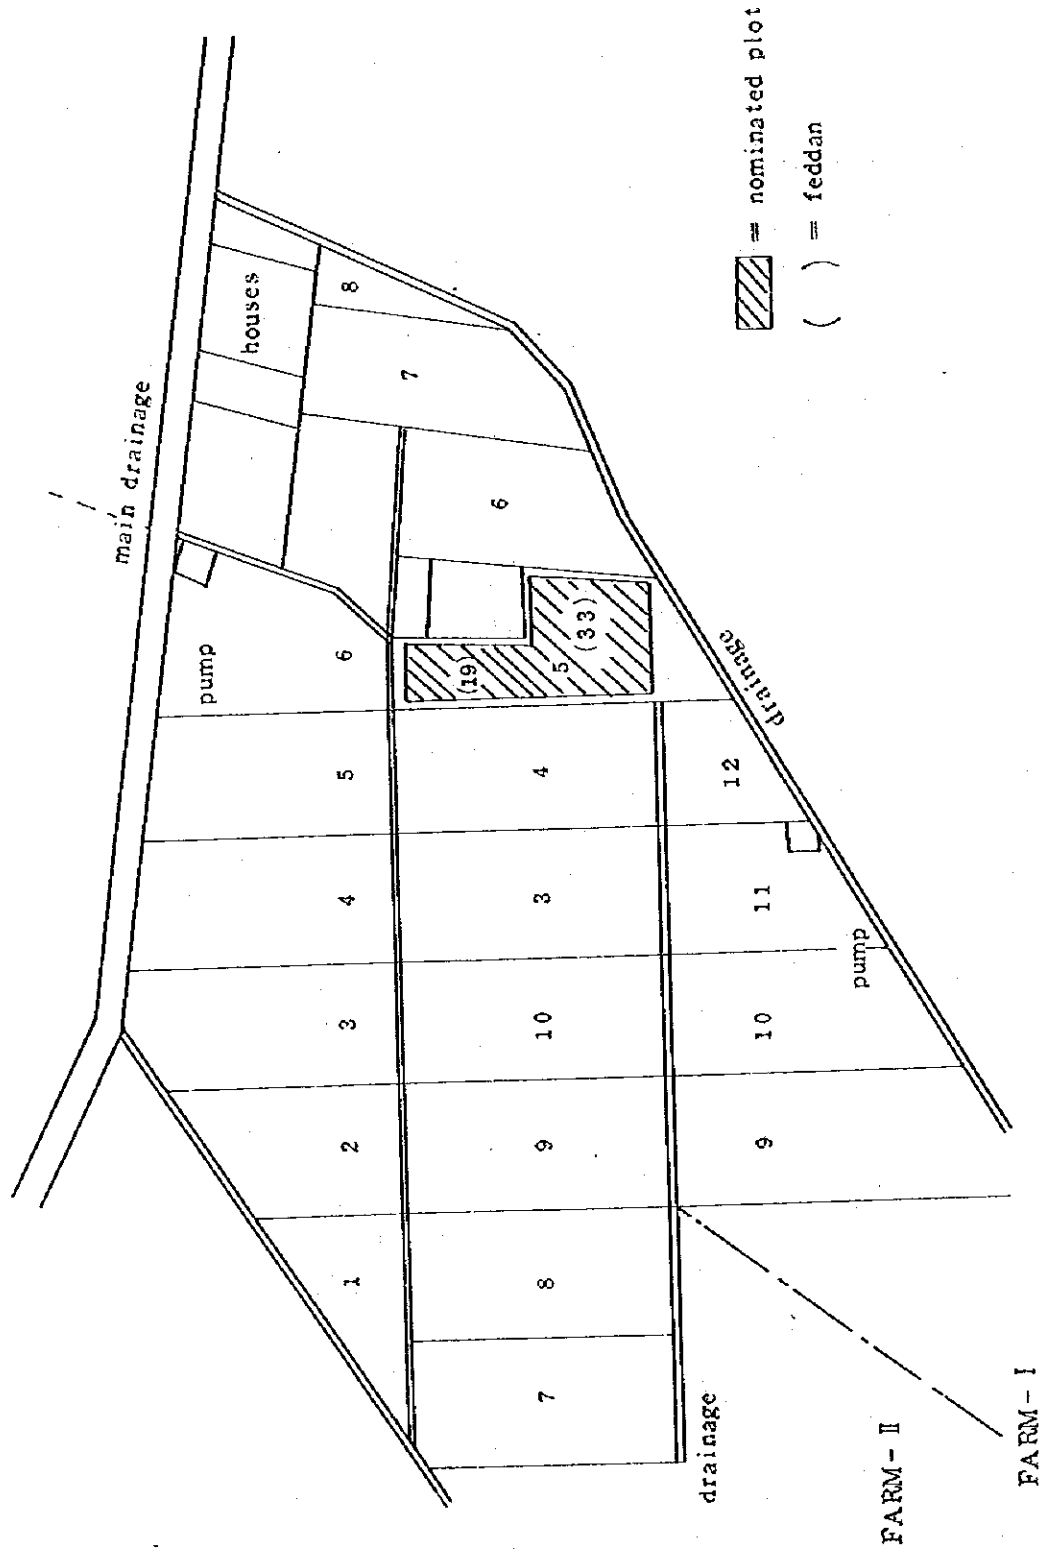 main drainage
houses
8
7
6
pump
6
5
4
3
2
1
(19)
5
(33)
4
3
10
9
8
7
drainage
12
11
10
9
pump
drainage
= nominated plot
( ) = feddan
FARM-II
FARM-I